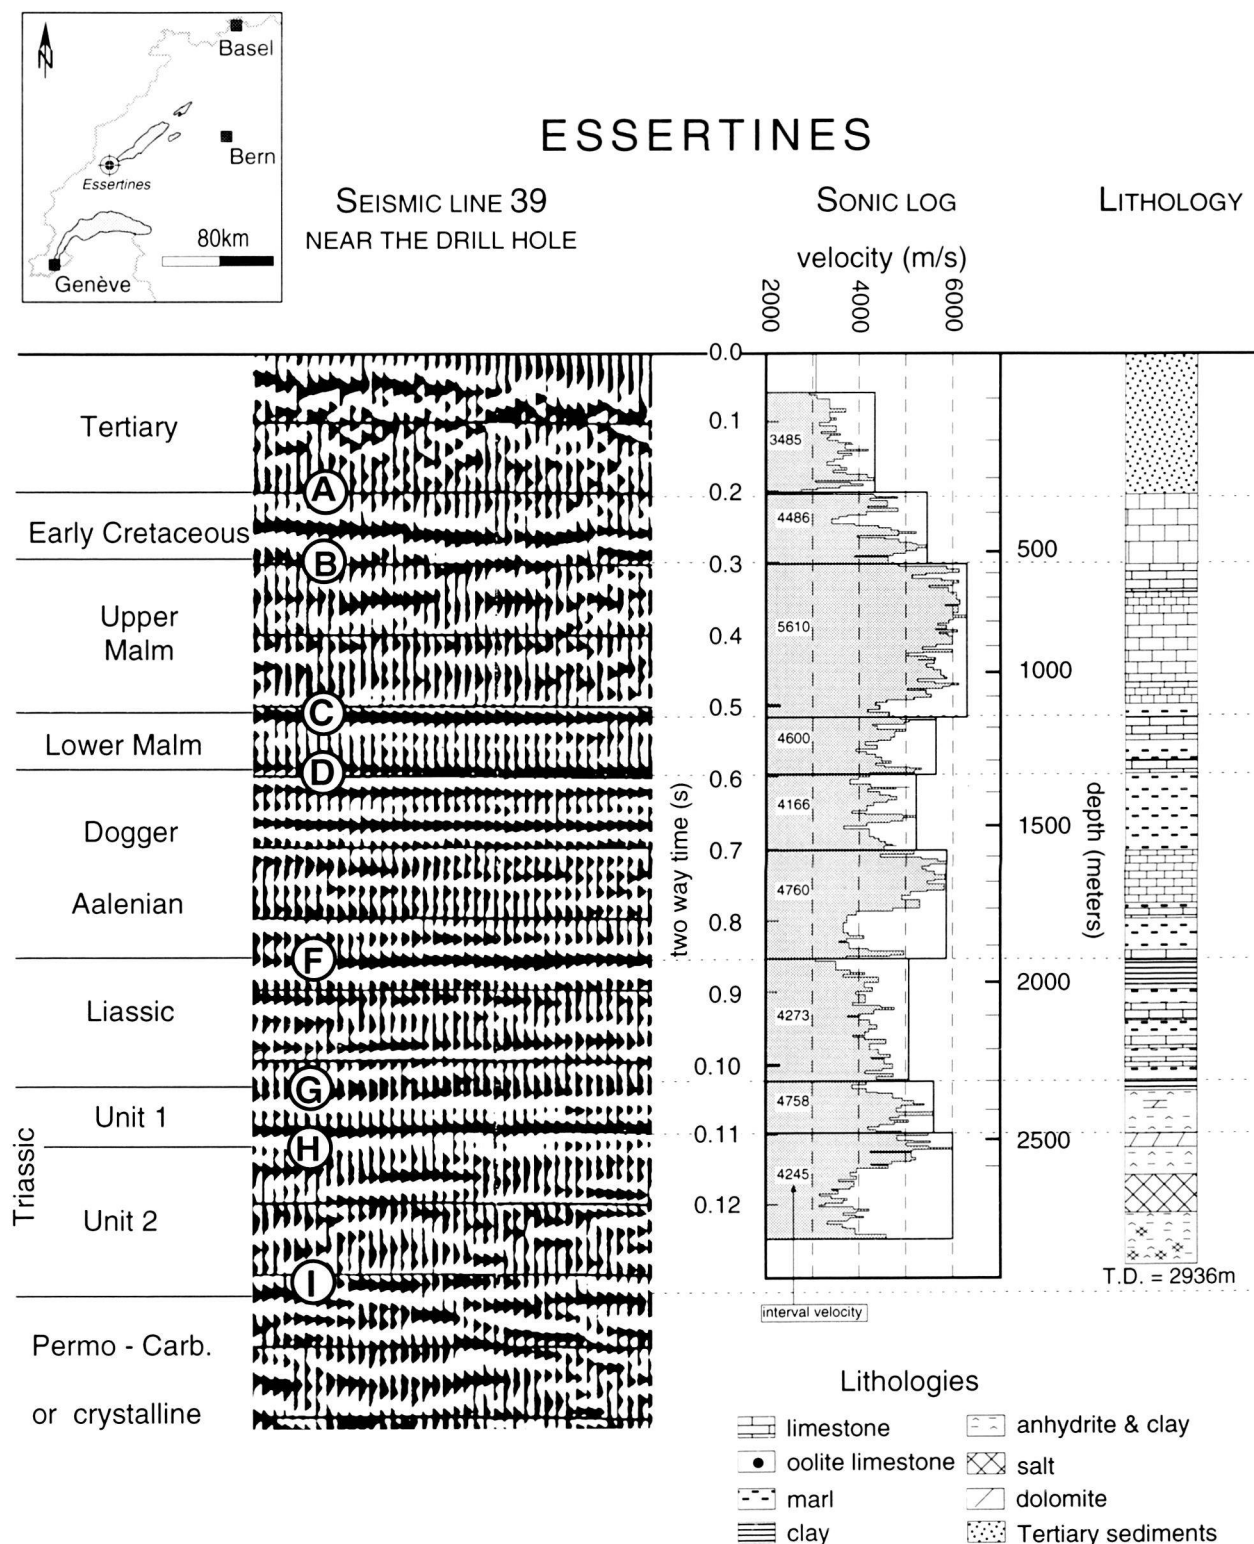 N
Basel
Bern
Essertines
80km
Genève
ESSERTINES
SEISMIC LINE 39
NEAR THE DRILL HOLE
SONIC LOG
velocity (m/s)
2000
4000
6000
LITHOLOGY
Tertiary
Early Cretaceous
Upper
Malm
Lower Malm
Dogger
Aalenian
Liassic
Triassic
Unit 1
Unit 2
Permo - Carb.
or crystalline
A
B
C
D
F
G
H
I
two way time (s)
0.0
0.1
0.2
0.3
0.4
0.5
0.6
0.7
0.8
0.9
0.10
0.11
0.12
3485
4486
5610
4600
4166
4760
4273
4758
4245
interval velocity
depth (meters)
500
1000
1500
2000
2500
T.D. = 2936m
Lithologies
limestone
oolite limestone
marl
clay
anhydrite & clay
salt
dolomite
Tertiary sediments